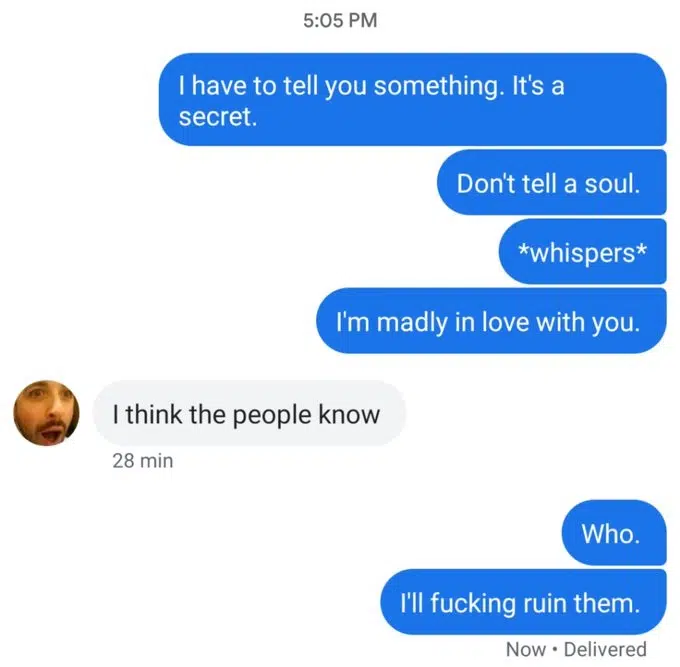 5:05 PM
I have to tell you something. It's a
secret.
Don't tell a soul.
*whispers*
I'm madly in love with you.
I think the people know
28 min
Who.
I'll fucking ruin them.
Now • Delivered